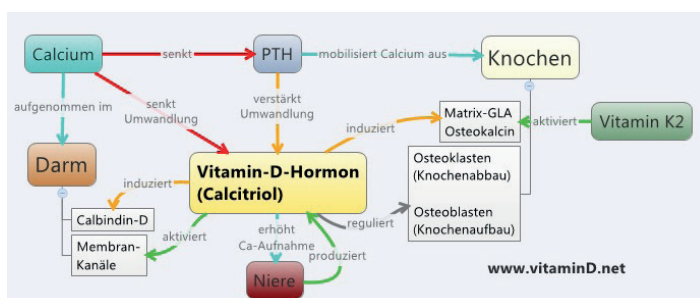 Calcium
senkt
PTH
mobilisiert Calcium aus
Knochen
aufgenommen im
senkt
Umwandlung
verstärkt
Umwandlung
induziert
Matrix-GLA
Osteokalcin
aktiviert
Vitamin K2
Darm
Vitamin-D-Hormon
(Calcitriol)
Osteoklasten
(Knochenabbau)
Osteoblasten
(Knochenaufbau)
induziert
Calbindin-D
Membran-
Kanäle
aktiviert
erhöht
Ca-Aufnahme
reguliert
produziert
Niere
www.vitaminD.net